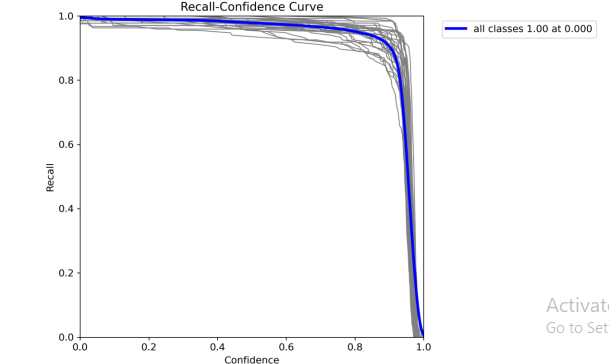 Recall-Confidence Curve
all classes 1.00 at 0.000
1.0
0.8
0.6
0.4
0.2
0.0
Recall
0.0 0.2 0.4 0.6 0.8 1.0
Confidence
Activate
Go to Set